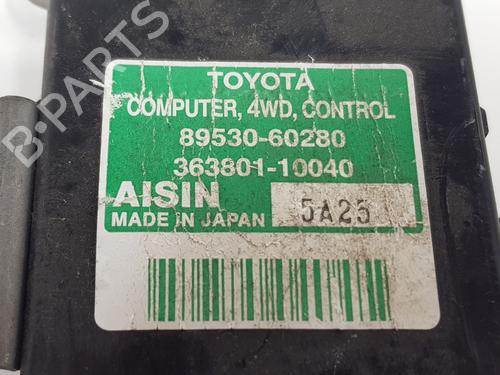 TOYOTA
COMPUTER, 4WD, CONTROL
89530-60280
363801-10040
AISIN
MADE IN JAPAN
5A25
B-PARTS